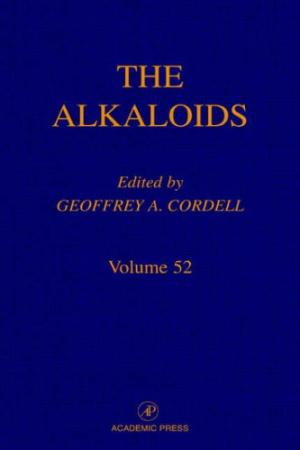 THE
ALKALOIDS
Edited by
GEOFFREY A. CORDELL
Volume 52
AP
ACADEMIC PRESS